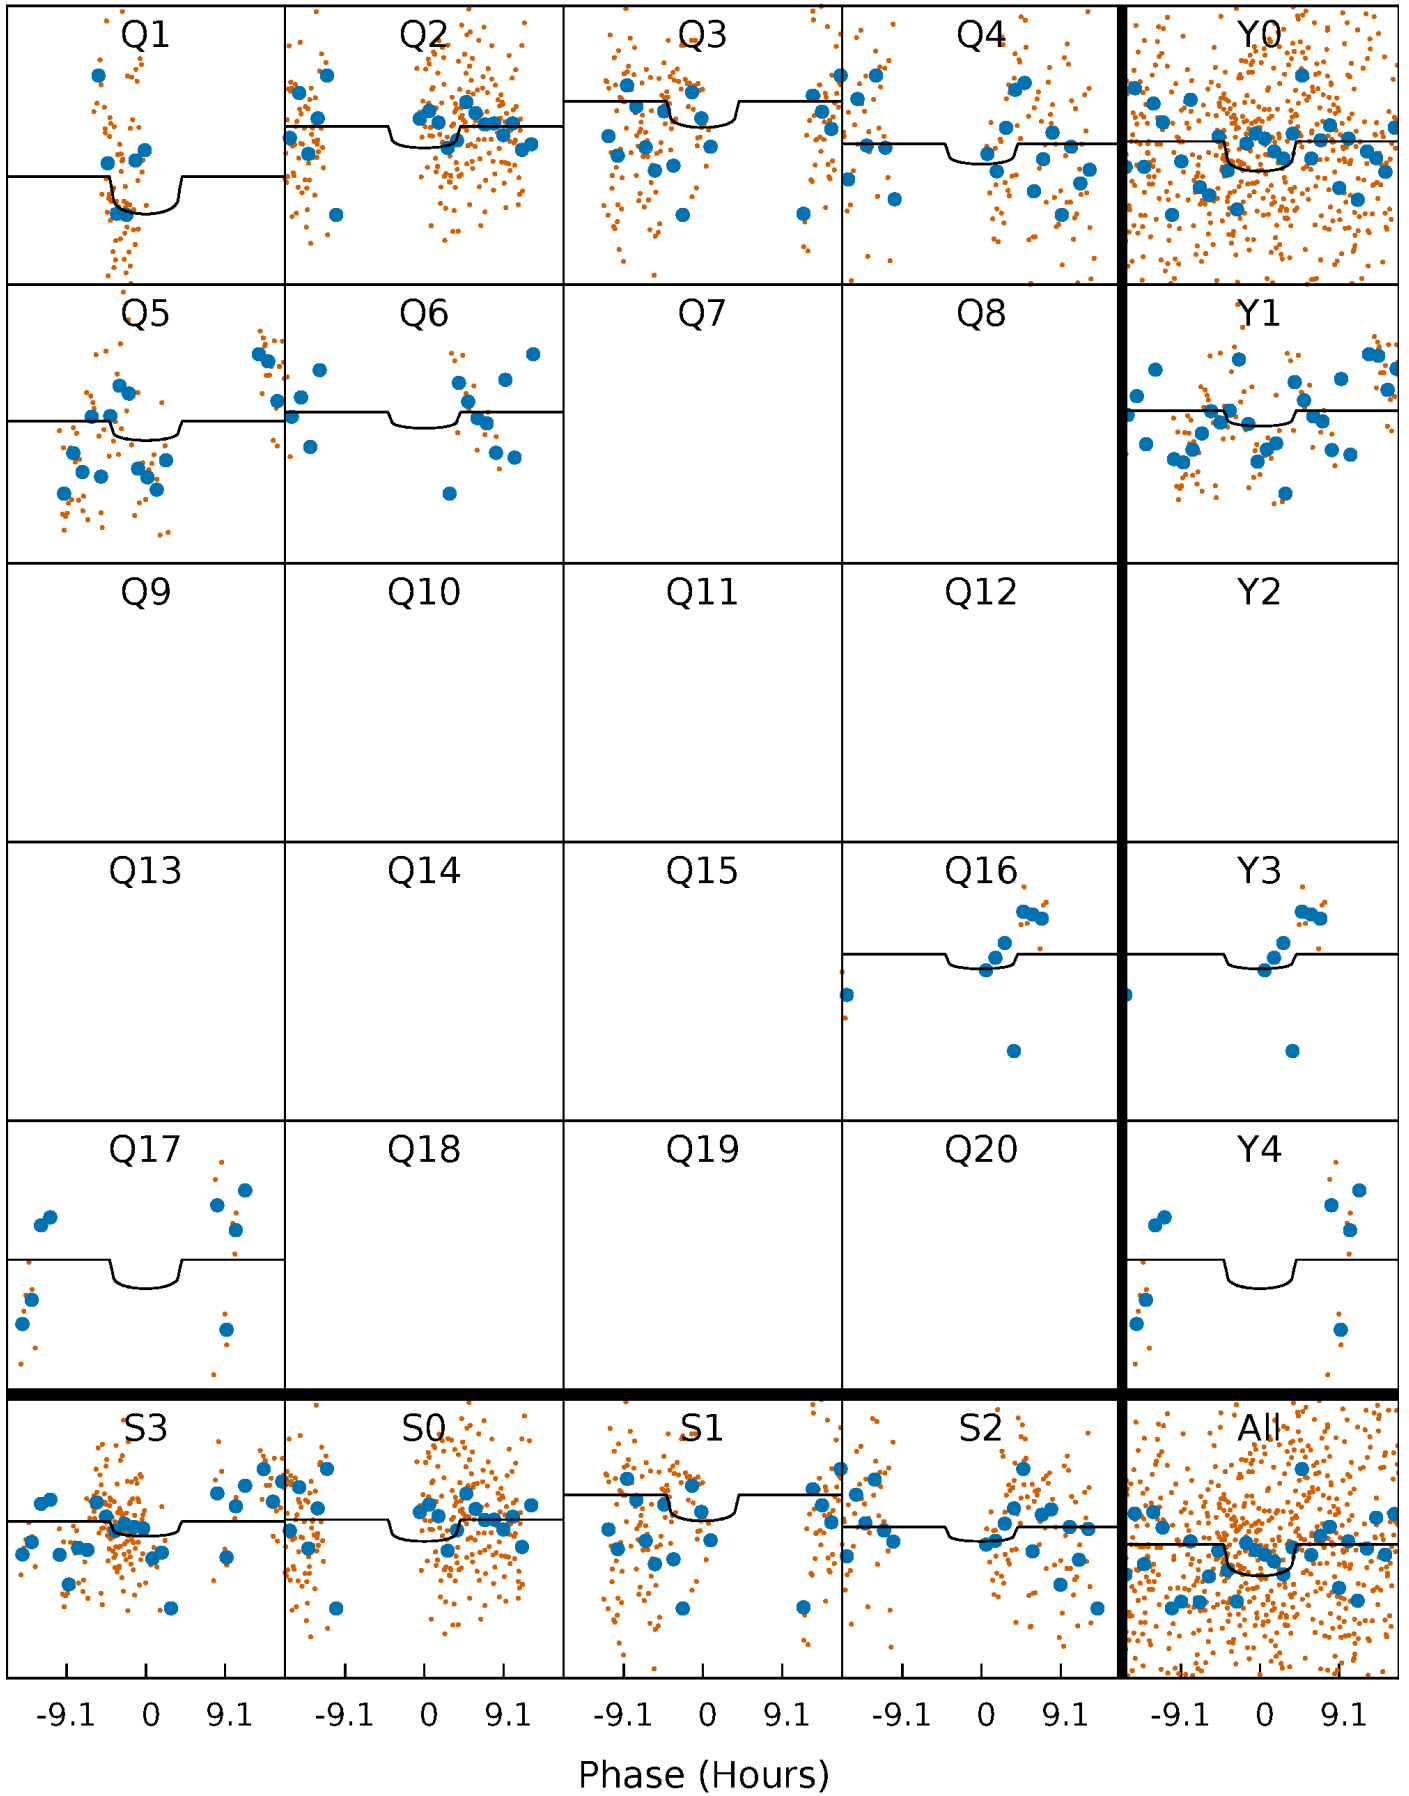 Q1 Q2 Q3 Q4 Y0
Q5 Q6 Q7 Q8 Y1
Q9 Q10 Q11 Q12 Y2
Q13 Q14 Q15 Q16 Y3
Q17 Q18 Q19 Q20 Y4
S3 S0 S1 S2 All
-9.1 0 9.1 -9.1 0 9.1 -9.1 0 9.1 -9.1 0 9.1 -9.1 0 9.1
Phase (Hours)